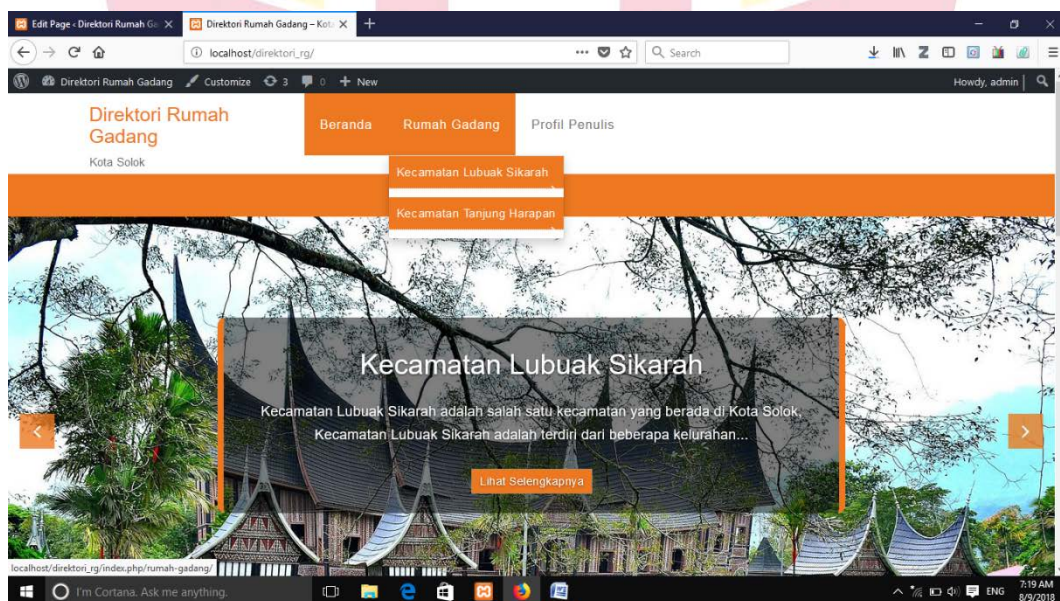 Edit Page ‹ Direktori Rumah Ga
Direktori Rumah Gadang – Kot
localhost/direktori_rg/
Search
Direktori Rumah Gadang
Customize
3
0
New
Howdy, admin
Direktori Rumah
Gadang
Kota Solok
Beranda
Rumah Gadang
Profil Penulis
Kecamatan Lubuak Sikarah
Kecamatan Tanjung Harapan
Kecamatan Lubuak Sikarah
Kecamatan Lubuak Sikarah adalah salah satu kecamatan yang berada di Kota Solok,
Kecamatan Lubuak Sikarah adalah terdiri dari beberapa kelurahan...
Lihat Selengkapnya
localhost/direktori_rg/index.php/rumah-gadang/
I'm Cortana. Ask me anything.
ENG
7:19 AM
8/9/2018